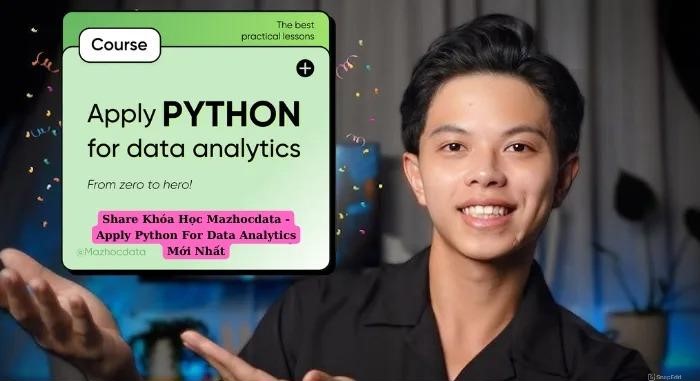 Course
The best
practical lessons
Apply PYTHON
for data analytics
From zero to hero!
Share Khóa Học Mazhocdata -
Apply Python For Data Analytics
Mới Nhất
@Mazhocdata
SnapEdit